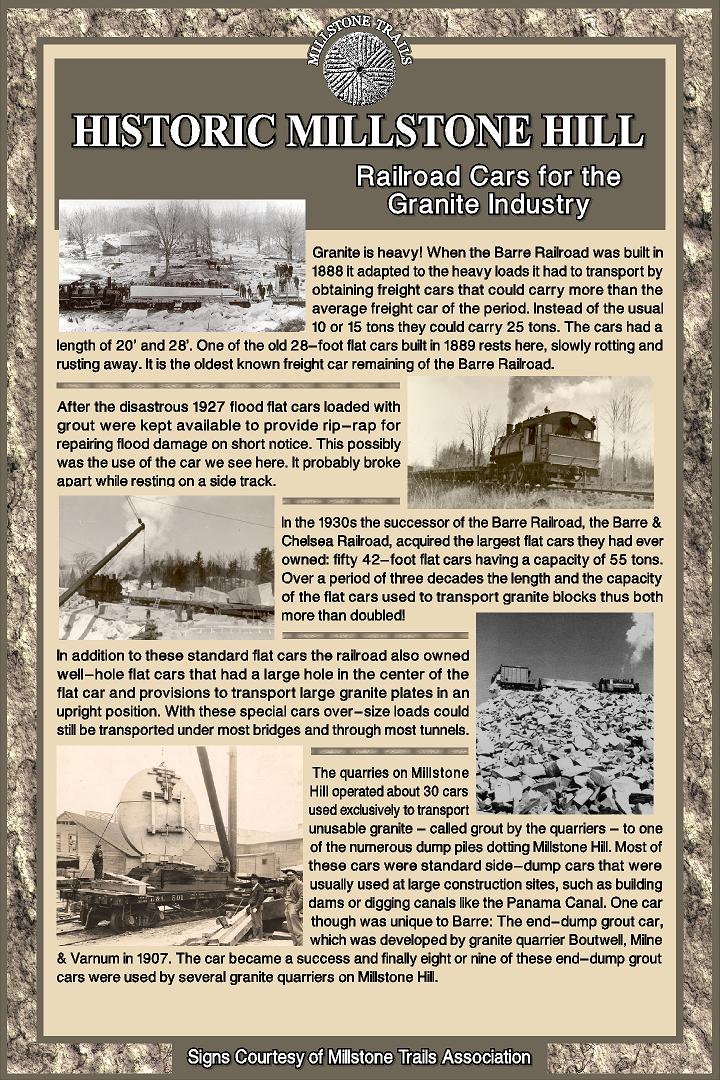 MILLSTONE TRAILS
HISTORIC MILLSTONE HILL
Railroad Cars for the
Granite Industry
Granite is heavy! When the Barre Railroad was built in
1888 it adapted to the heavy loads it had to transport by
obtaining freight cars that could carry more than the
average freight car of the period. Instead of the usual
10 or 15 tons they could carry 25 tons. The cars had a
length of 20' and 28'. One of the old 28–foot flat cars built in 1889 rests here, slowly rotting and
rusting away. It is the oldest known freight car remaining of the Barre Railroad.
After the disastrous 1927 flood flat cars loaded with
grout were kept available to provide rip–rap for
repairing flood damage on short notice. This possibly
was the use of the car we see here. It probably broke
apart while resting on a side track.
In the 1930s the successor of the Barre Railroad, the Barre &
Chelsea Railroad, acquired the largest flat cars they had ever
owned: fifty 42–foot flat cars having a capacity of 55 tons.
Over a period of three decades the length and the capacity
of the flat cars used to transport granite blocks thus both
more than doubled!
In addition to these standard flat cars the railroad also owned
well–hole flat cars that had a large hole in the center of the
flat car and provisions to transport large granite plates in an
upright position. With these special cars over–size loads could
still be transported under most bridges and through most tunnels.
The quarries on Millstone
Hill operated about 30 cars
used exclusively to transport
unusable granite – called grout by the quarriers – to one
of the numerous dump piles dotting Millstone Hill. Most of
these cars were standard side–dump cars that were
usually used at large construction sites, such as building
dams or digging canals like the Panama Canal. One car
though was unique to Barre: The end–dump grout car,
which was developed by granite quarrier Boutwell, Milne
& Varnum in 1907. The car became a success and finally eight or nine of these end–dump grout
cars were used by several granite quarriers on Millstone Hill.
Signs Courtesy of Millstone Trails Association